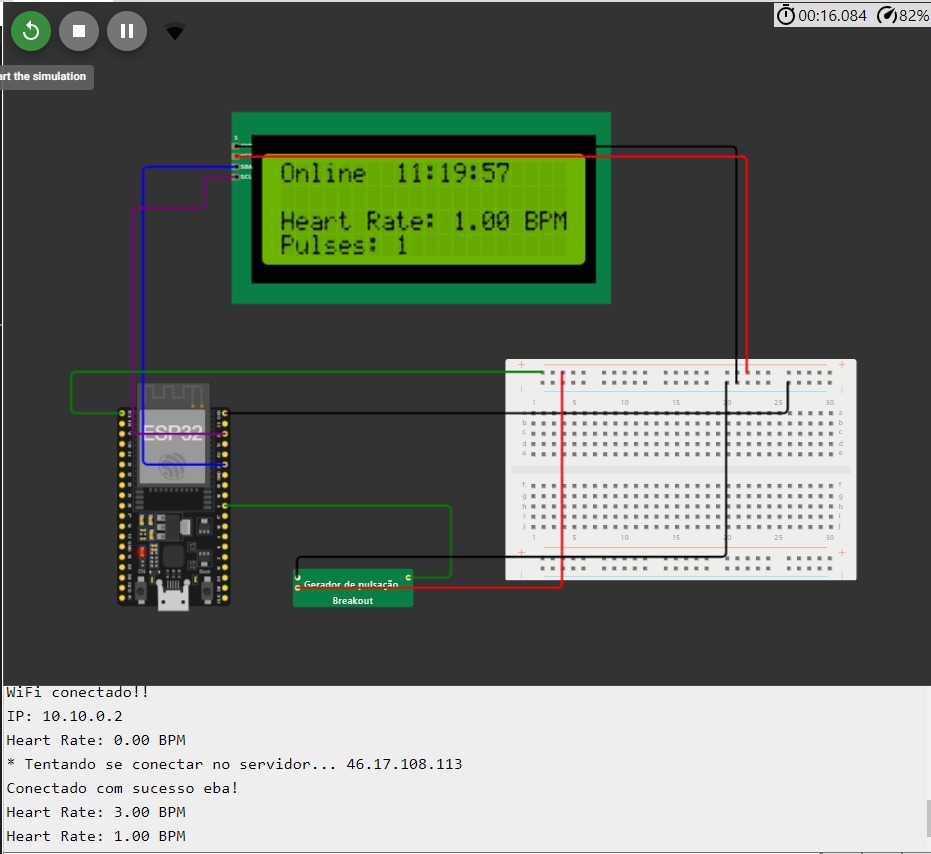 00:16.084 82%
art the simulation
1
SDA
SCL
Online 11:19:57
Heart Rate: 1.00 BPM
Pulses: 1
ESP32
1 5 10 15 20 25 30
a
b
c
d
e
f
g
h
i
j
1 5 10 15 20 25 30
EN
Boot
Gerador de pulsação
Breakout
WiFi conectado!!
IP: 10.10.0.2
Heart Rate: 0.00 BPM
* Tentando se conectar no servidor... 46.17.108.113
Conectado com sucesso eba!
Heart Rate: 3.00 BPM
Heart Rate: 1.00 BPM